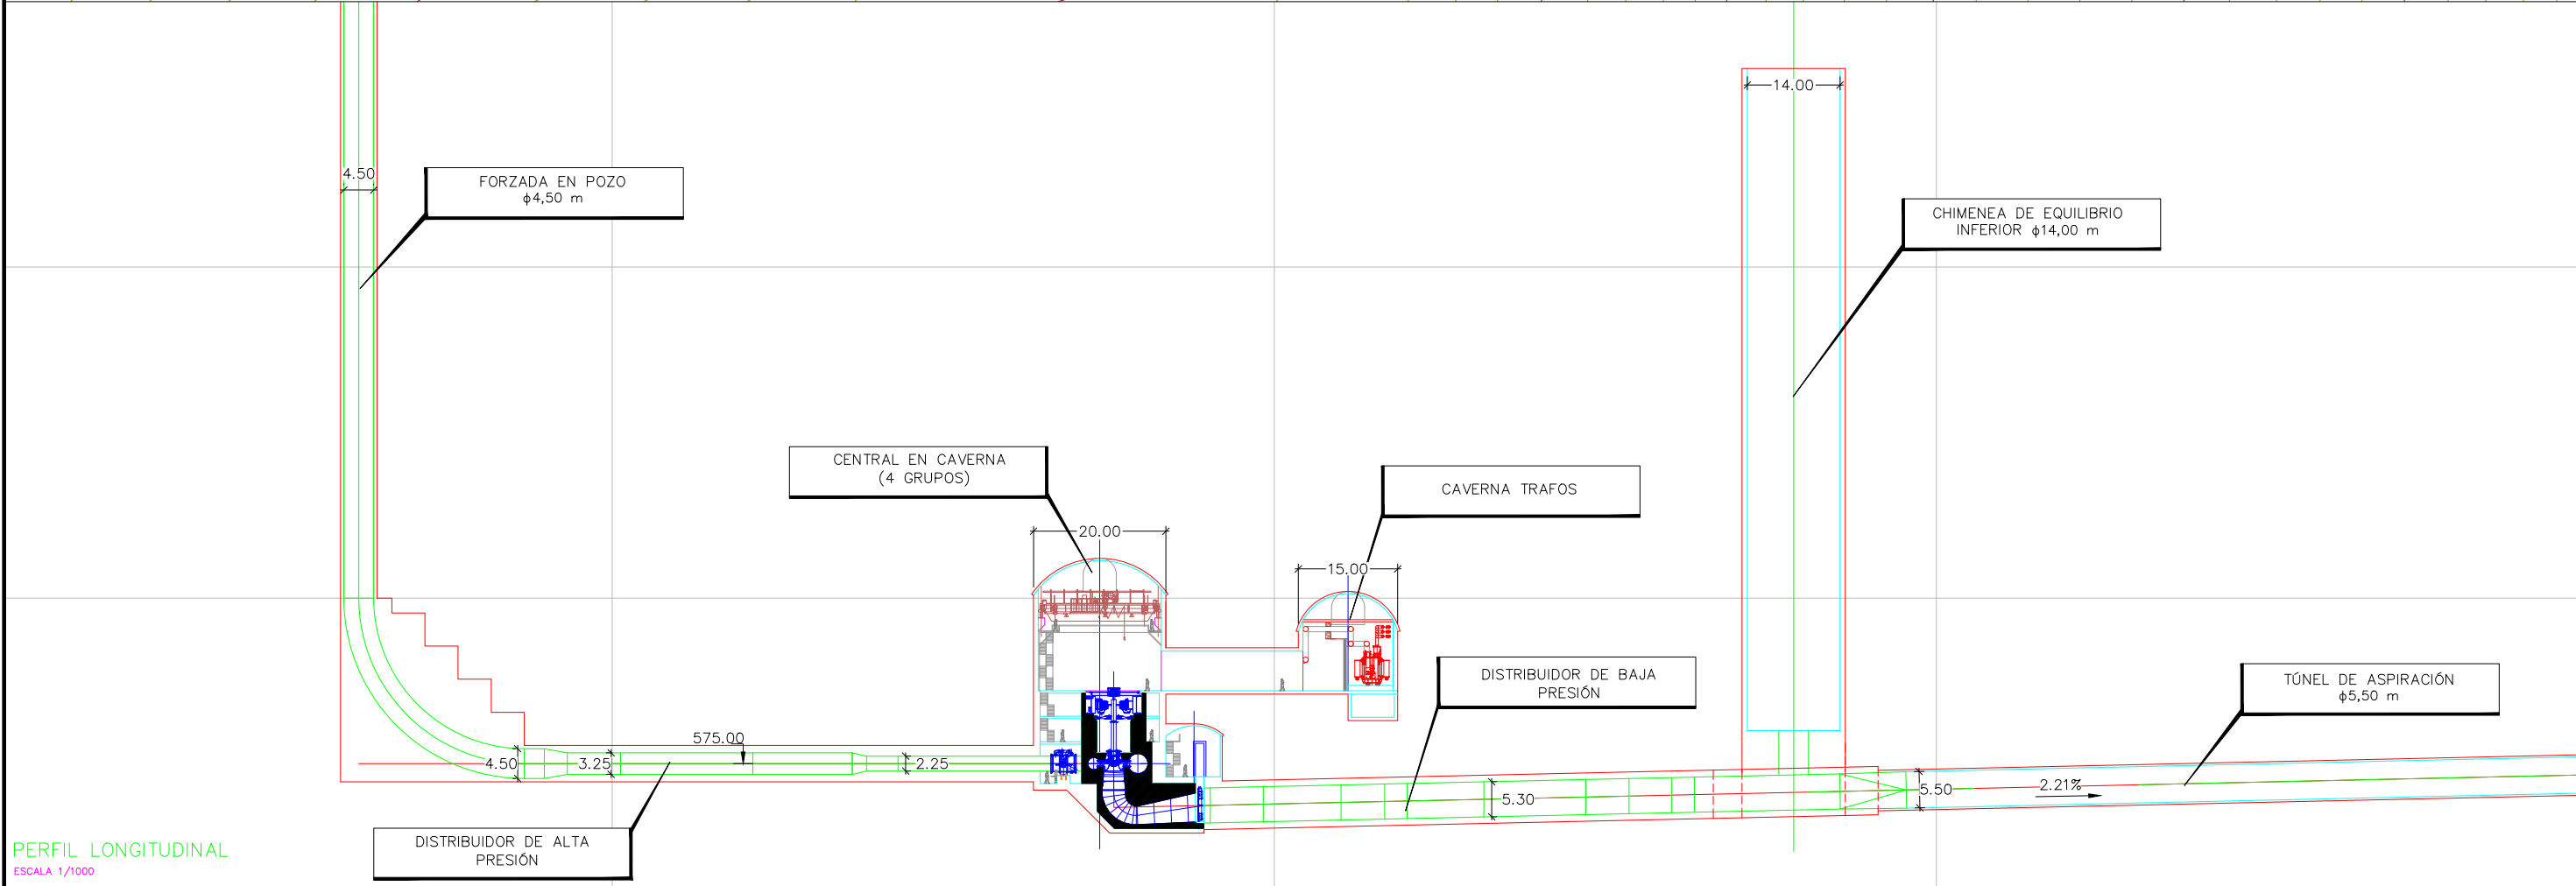 14.00
4.50
FORZADA EN POZO
ϕ4,50 m
CHIMENEA DE EQUILIBRIO
INFERIOR ϕ14,00 m
CENTRAL EN CAVERNA
(4 GRUPOS)
CAVERNA TRAFOS
20.00
15.00
DISTRIBUIDOR DE BAJA
PRESIÓN
TÚNEL DE ASPIRACIÓN
ϕ5,50 m
575.00
4.50
3.25
2.25
5.30
5.50
2.21%
DISTRIBUIDOR DE ALTA
PRESIÓN
PERFIL LONGITUDINAL
ESCALA 1/1000